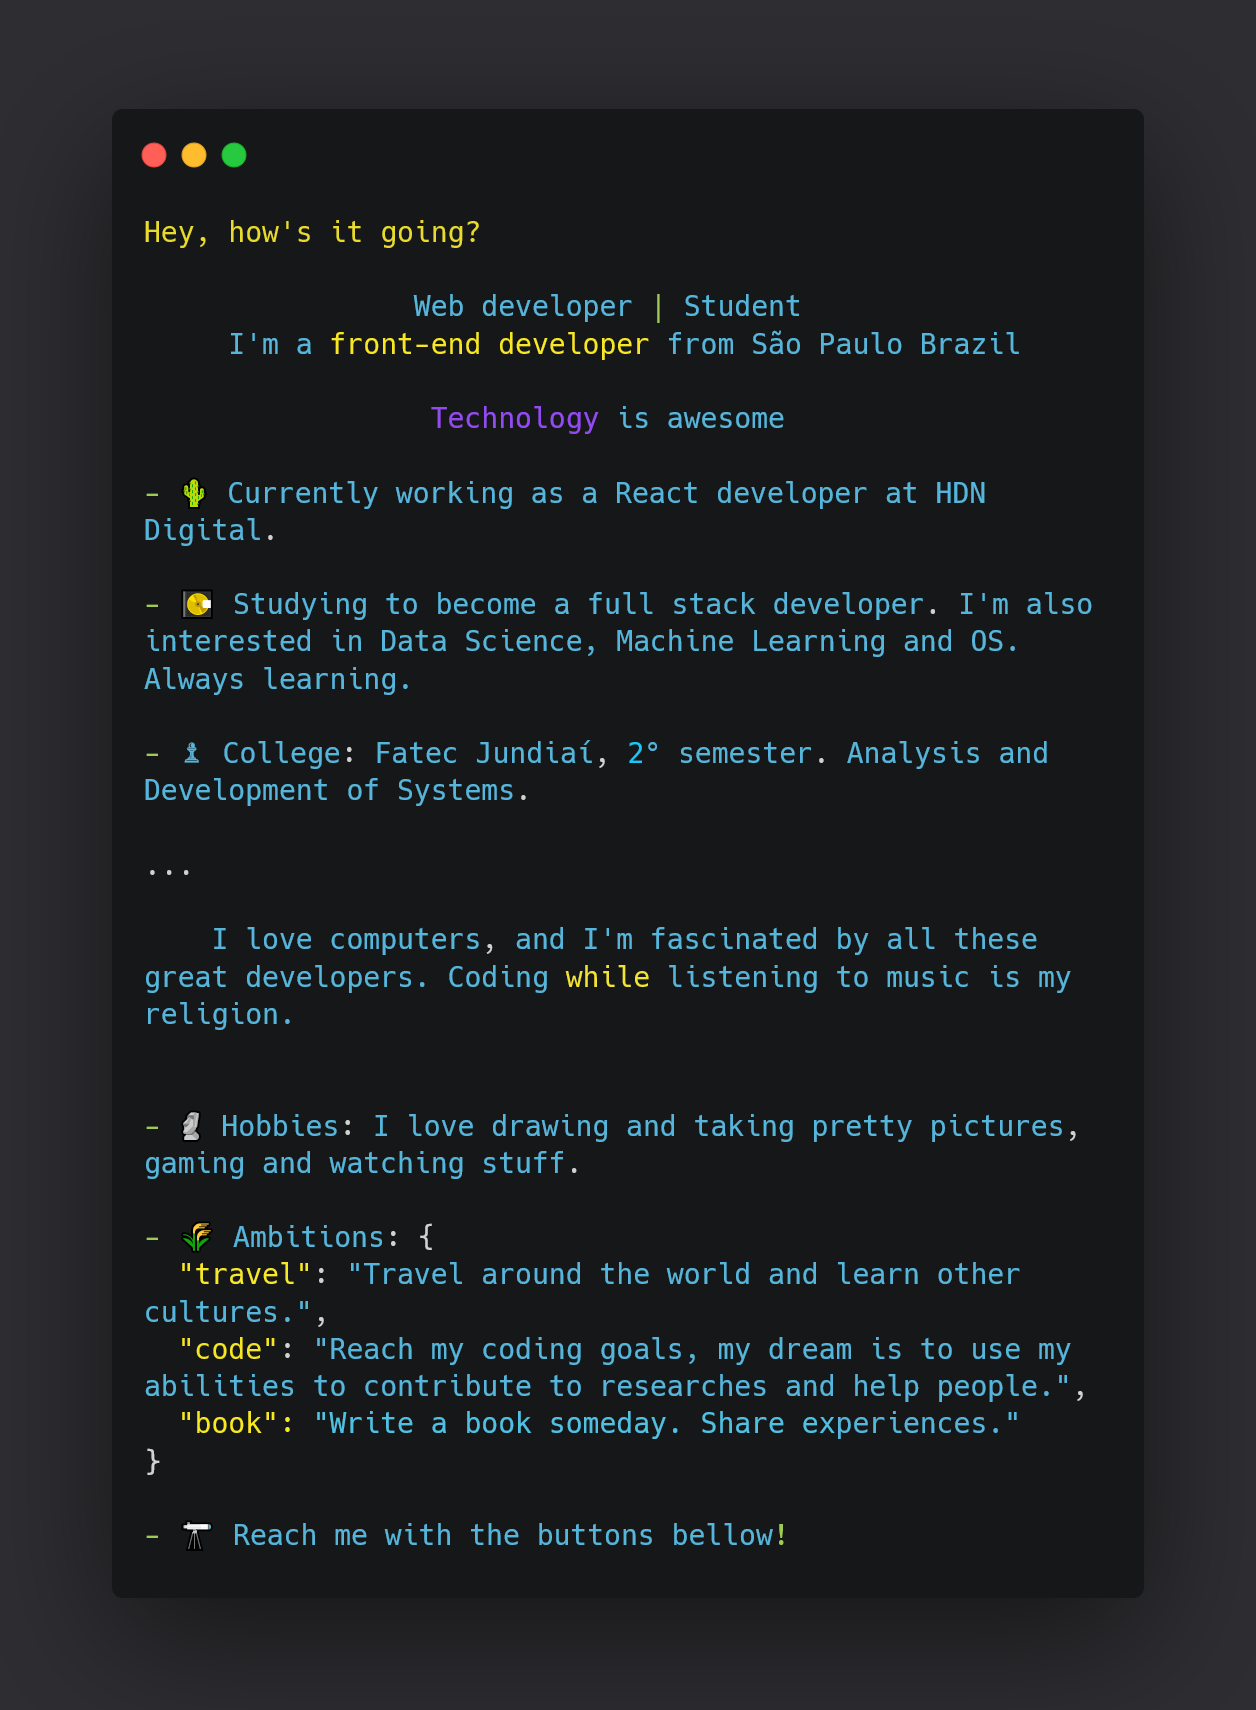 Hey, how's it going?
Web developer | Student
I'm a front-end developer from São Paulo Brazil
Technology is awesome
- 🌵 Currently working as a React developer at HDN
Digital.
- 💽 Studying to become a full stack developer. I'm also
interested in Data Science, Machine Learning and OS.
Always learning.
- ♝ College: Fatec Jundiaí, 2° semester. Analysis and
Development of Systems.
...
I love computers, and I'm fascinated by all these
great developers. Coding while listening to music is my
religion.
- 🗿 Hobbies: I love drawing and taking pretty pictures,
gaming and watching stuff.
- 🌾 Ambitions: {
"travel": "Travel around the world and learn other
cultures.",
"code": "Reach my coding goals, my dream is to use my
abilities to contribute to researches and help people.",
"book": "Write a book someday. Share experiences."
}
- 🔭 Reach me with the buttons bellow!